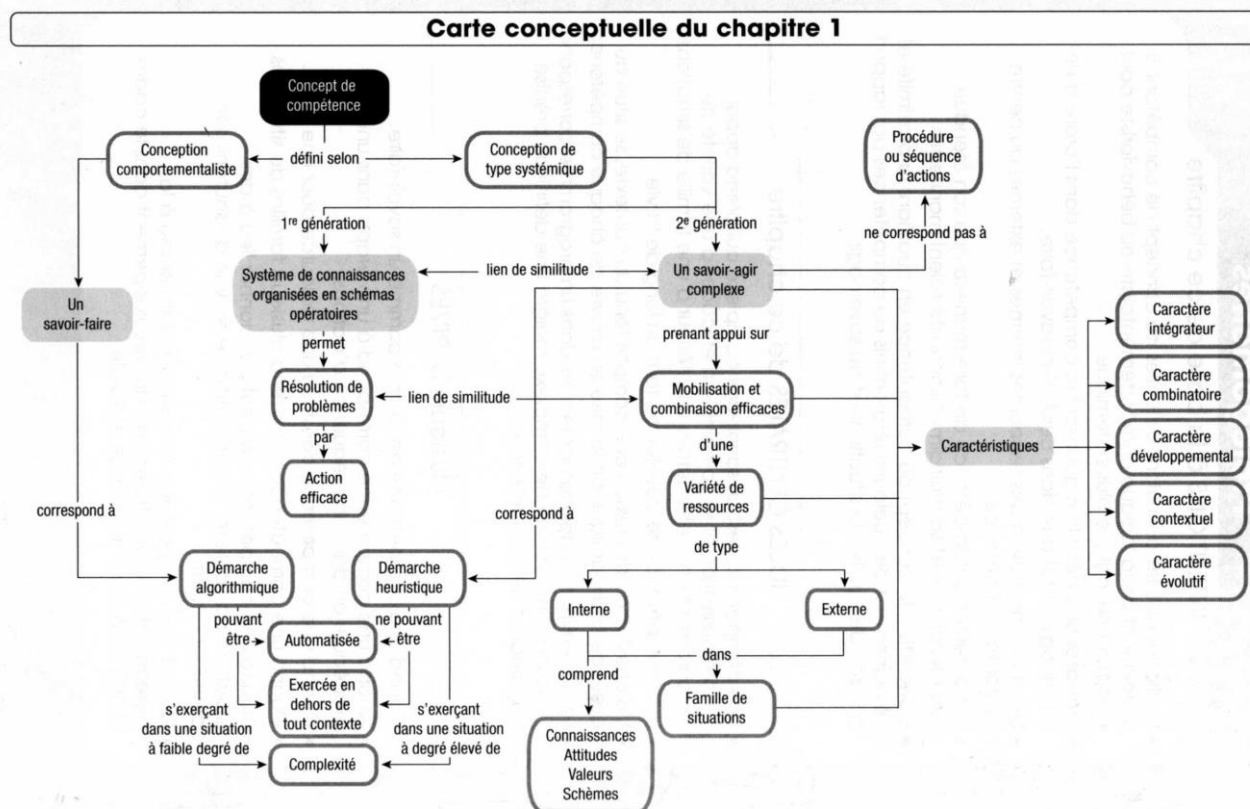 Carte conceptuelle du chapitre 1
Concept de
compétence
Conception
comportementaliste
défini selon
Conception de
type systémique
Procédure
ou séquence
d'actions
1re génération
2e génération
ne correspond pas à
Système de connaissances
organisées en schémas
opératoires
lien de similitude
Un savoir-agir
complexe
Un
savoir-faire
permet
prenant appui sur
Résolution de
problèmes
lien de similitude
Mobilisation et
combinaison efficaces
par
d'une
Action
efficace
Variété de
ressources
Caractéristiques
Caractère
intégrateur
Caractère
combinatoire
Caractère
développemental
Caractère
contextuel
Caractère
évolutif
correspond à
correspond à
de type
Démarche
algorithmique
Démarche
heuristique
Interne
Externe
pouvant
être
ne pouvant
être
Automatisée
Exercée en
dehors de
tout contexte
s'exerçant
dans une situation
à faible degré de
s'exerçant
dans une situation
à degré élevé de
Complexité
comprend
dans
Famille de
situations
Connaissances
Attitudes
Valeurs
Schèmes